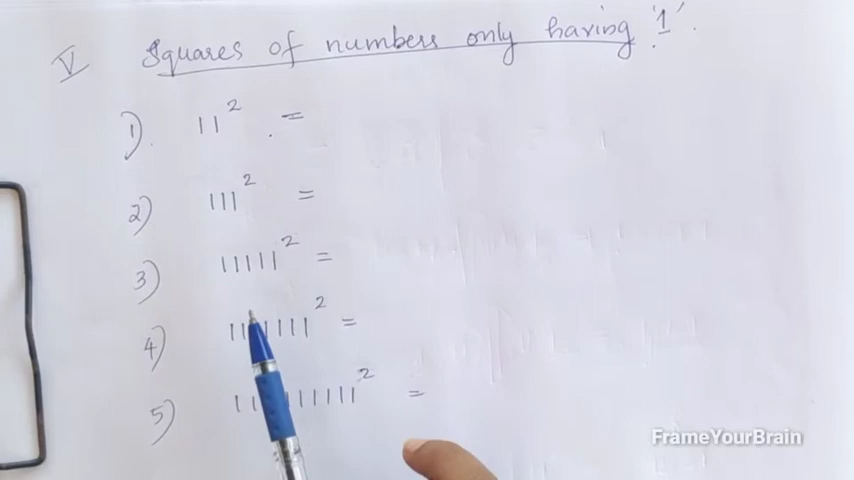 V Squares of numbers only having '1'.
1). 11² . =
2) 111² =
3) 11111² =
4)
5)
FrameYourBrain